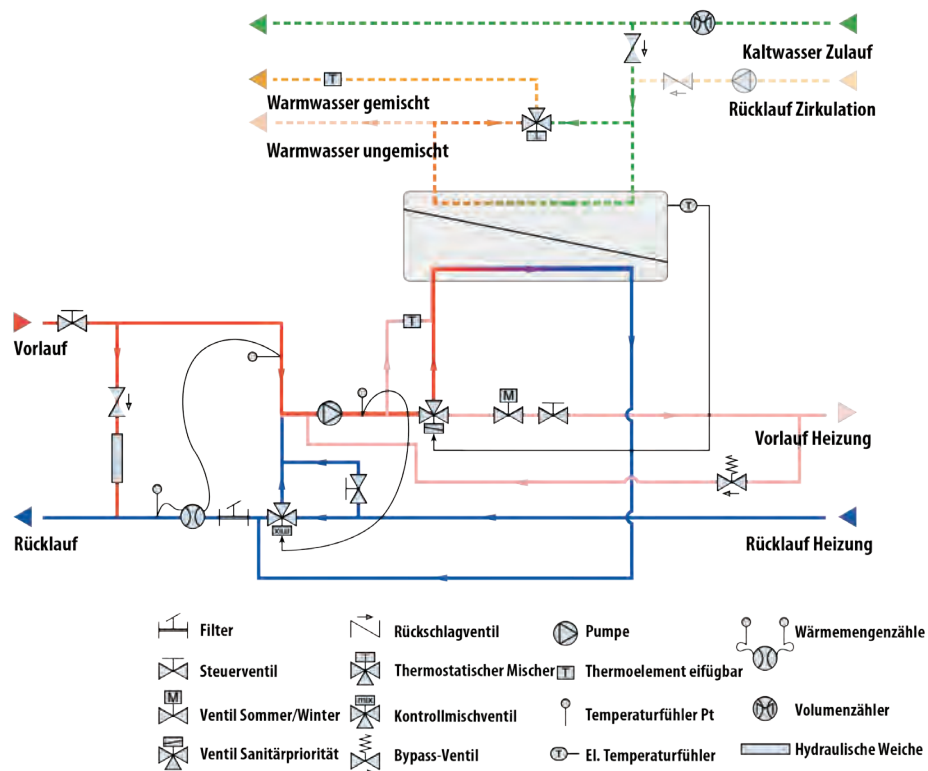 Kaltwasser Zulauf
T
Warmwasser gemischt
Rücklauf Zirkulation
Warmwasser ungemischt
T
T
Vorlauf
M
Vorlauf Heizung
Rücklauf
mix
Rücklauf Heizung
Filter
Rückschlagventil
Pumpe
Wärmemengenzähle
Steuerventil
T
Thermostatischer Mischer
T
Thermoelement eifügbar
M
Ventil Sommer/Winter
mix
Kontrollmischventil
Temperaturfühler Pt
Volumenzähler
Ventil Sanitärpriorität
Bypass-Ventil
T
El. Temperaturfühler
Hydraulische Weiche